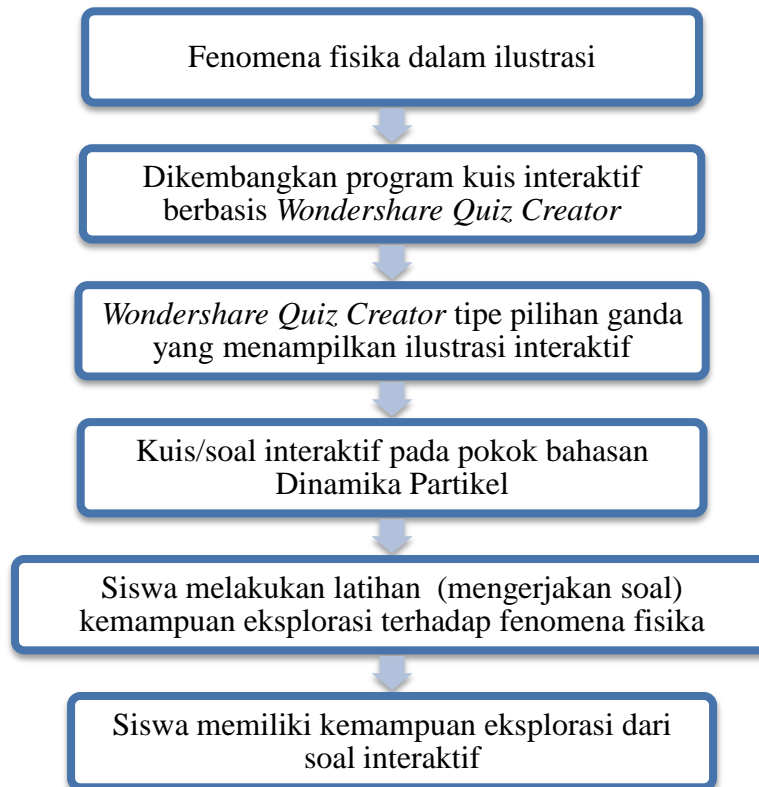 Fenomena fisika dalam ilustrasi
Dikembangkan program kuis interaktif
berbasis Wondershare Quiz Creator
Wondershare Quiz Creator tipe pilihan ganda
yang menampilkan ilustrasi interaktif
Kuis/soal interaktif pada pokok bahasan
Dinamika Partikel
Siswa melakukan latihan (mengerjakan soal)
kemampuan eksplorasi terhadap fenomena fisika
Siswa memiliki kemampuan eksplorasi dari
soal interaktif